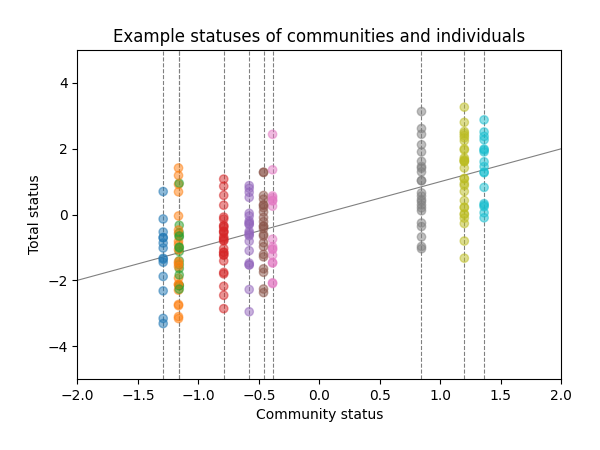 Example statuses of communities and individuals
Total status
4
2
0
−2
−4
−2.0 −1.5 −1.0 −0.5 0.0 0.5 1.0 1.5 2.0
Community status